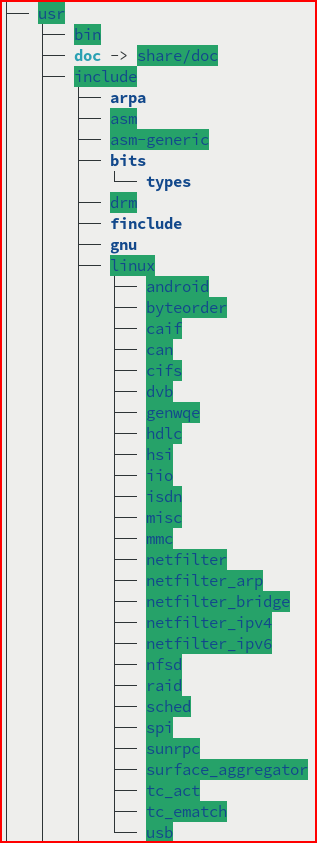 usr
bin
doc -> share/doc
include
arpa
asm
asm-generic
bits
types
drm
finclude
gnu
linux
android
byteorder
caif
can
cifs
dvb
genwqe
hdlc
hsi
iio
isdn
misc
mmc
netfilter
netfilter_arp
netfilter_bridge
netfilter_ipv4
netfilter_ipv6
nfsd
raid
sched
spi
sunrpc
surface_aggregator
tc_act
tc_ematch
usb